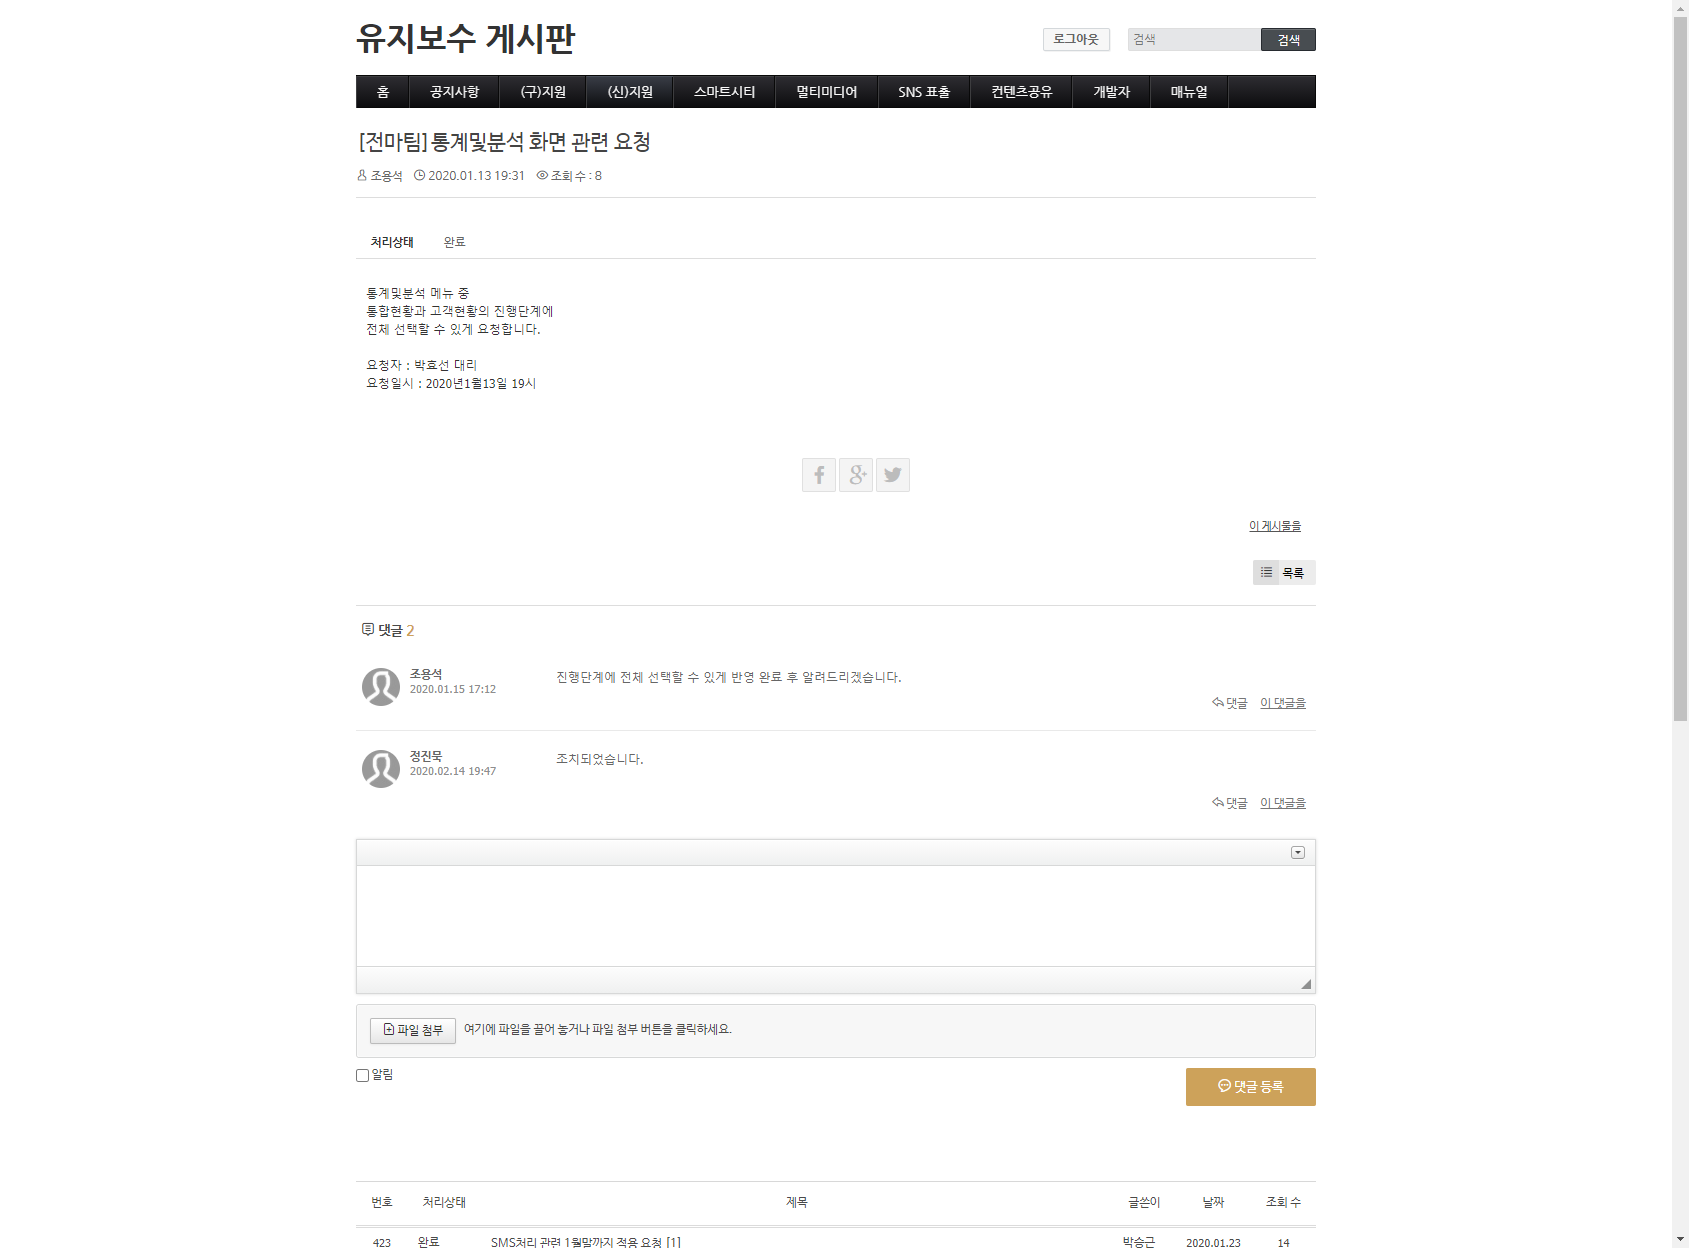 유지보수 게시판
로그아웃
검색
검색
홈 공지사항 (구)지원 (신)지원 스마트시티 멀티미디어 SNS 표출 컨텐츠공유 개발자 매뉴얼
[전마팀] 통계및분석 화면 관련 요청
조용석 2020.01.13 19:31 조회 수 : 8
처리상태 완료
통계및분석 메뉴 중
통합현황과 고객현황의 진행단계에
전체 선택할 수 있게 요청합니다.
요청자 : 박효선 대리
요청일시 : 2020년1월13일 19시
이 게시물을
목록
댓글 2
조용석
2020.01.15 17:12
진행단계에 전체 선택할 수 있게 반영 완료 후 알려드리겠습니다.
댓글 이 댓글을
정진묵
2020.02.14 19:47
조치되었습니다.
댓글 이 댓글을
파일 첨부 여기에 파일을 끌어 놓거나 파일 첨부 버튼을 클릭하세요.
알림
댓글 등록
번호 처리상태 제목 글쓴이 날짜 조회 수
423 완료 SMS처리 관련 1월말까지 적용 요청 [1] 박승근 2020.01.23 14